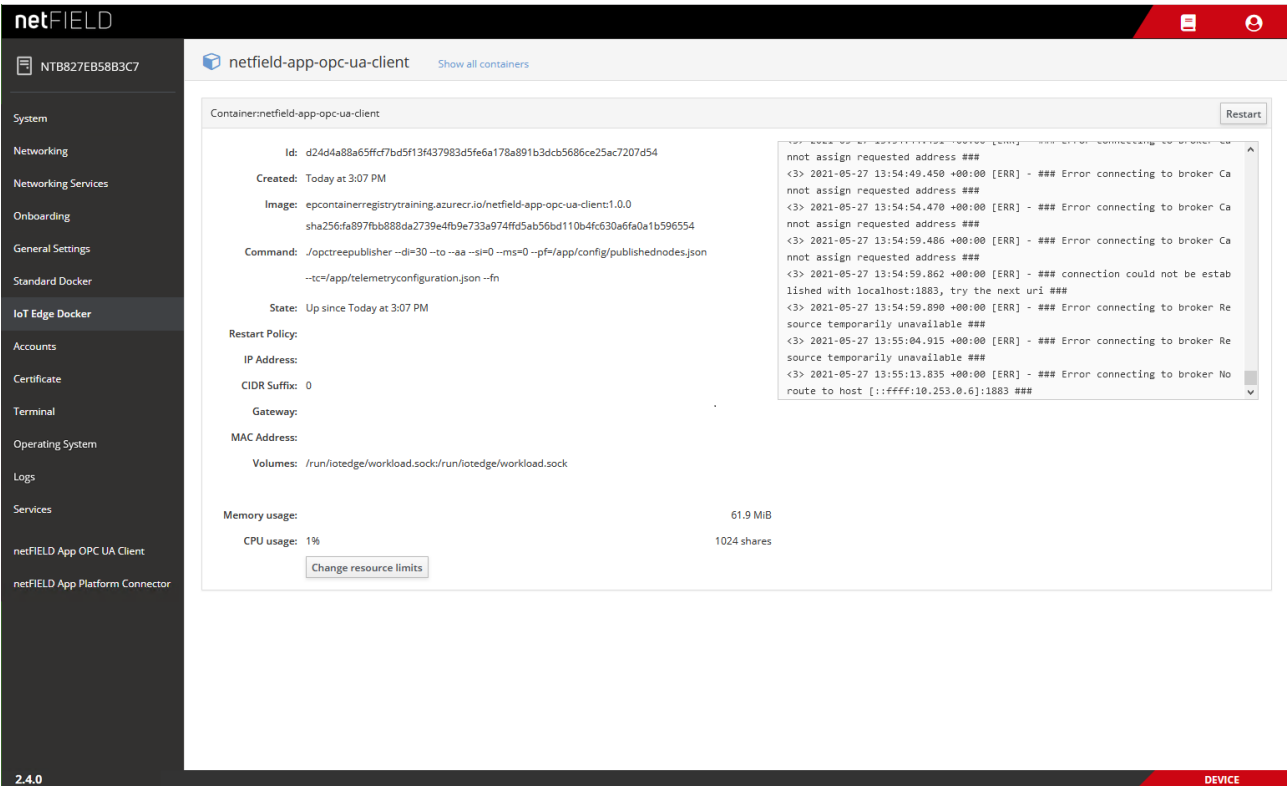 netFIELD
NTB827EB58B3C7
netfield-app-opc-ua-client
Show all containers
System
Networking
Networking Services
Onboarding
General Settings
Standard Docker
IoT Edge Docker
Accounts
Certificate
Terminal
Operating System
Logs
Services
netFIELD App OPC UA Client
netFIELD App Platform Connector
2.4.0
Container:netfield-app-opc-ua-client
Restart
Id: d24d4a88a65ffcf7bd5f13f437983d5fe6a178a891b3dcb5686ce25ac7207d54
Created: Today at 3:07 PM
Image: epcontainerregistrytraining.azurecr.io/netfield-app-opc-ua-client:1.0.0
sha256:fa897fbb888da2739e4fb9e733a974ffd5ab56bd110b4fc630a6fa0a1b596554
Command: ./opctreepublisher --di=30 --to --aa --si=0 --ms=0 --pf=/app/config/publishednodes.json
--tc=/app/telemetryconfiguration.json --fn
State: Up since Today at 3:07 PM
Restart Policy:
IP Address:
CIDR Suffix: 0
Gateway:
MAC Address:
Volumes: /run/iotedge/workload.sock:/run/iotedge/workload.sock
Memory usage: 61.9 MiB
CPU usage: 1% 1024 shares
Change resource limits
nnot assign requested address ###
<3> 2021-05-27 13:54:49.450 +00:00 [ERR] - ### Error connecting to broker Ca
nnot assign requested address ###
<3> 2021-05-27 13:54:54.470 +00:00 [ERR] - ### Error connecting to broker Ca
nnot assign requested address ###
<3> 2021-05-27 13:54:59.486 +00:00 [ERR] - ### Error connecting to broker Ca
nnot assign requested address ###
<3> 2021-05-27 13:54:59.862 +00:00 [ERR] - ### connection could not be estab
lished with localhost:1883, try the next uri ###
<3> 2021-05-27 13:54:59.890 +00:00 [ERR] - ### Error connecting to broker Re
source temporarily unavailable ###
<3> 2021-05-27 13:55:04.915 +00:00 [ERR] - ### Error connecting to broker Re
source temporarily unavailable ###
<3> 2021-05-27 13:55:13.835 +00:00 [ERR] - ### Error connecting to broker No
route to host [::ffff:10.253.0.6]:1883 ###
DEVICE